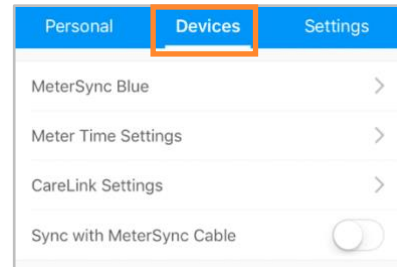 Personal Devices Settings
MeterSync Blue
Meter Time Settings
CareLink Settings
Sync with MeterSync Cable